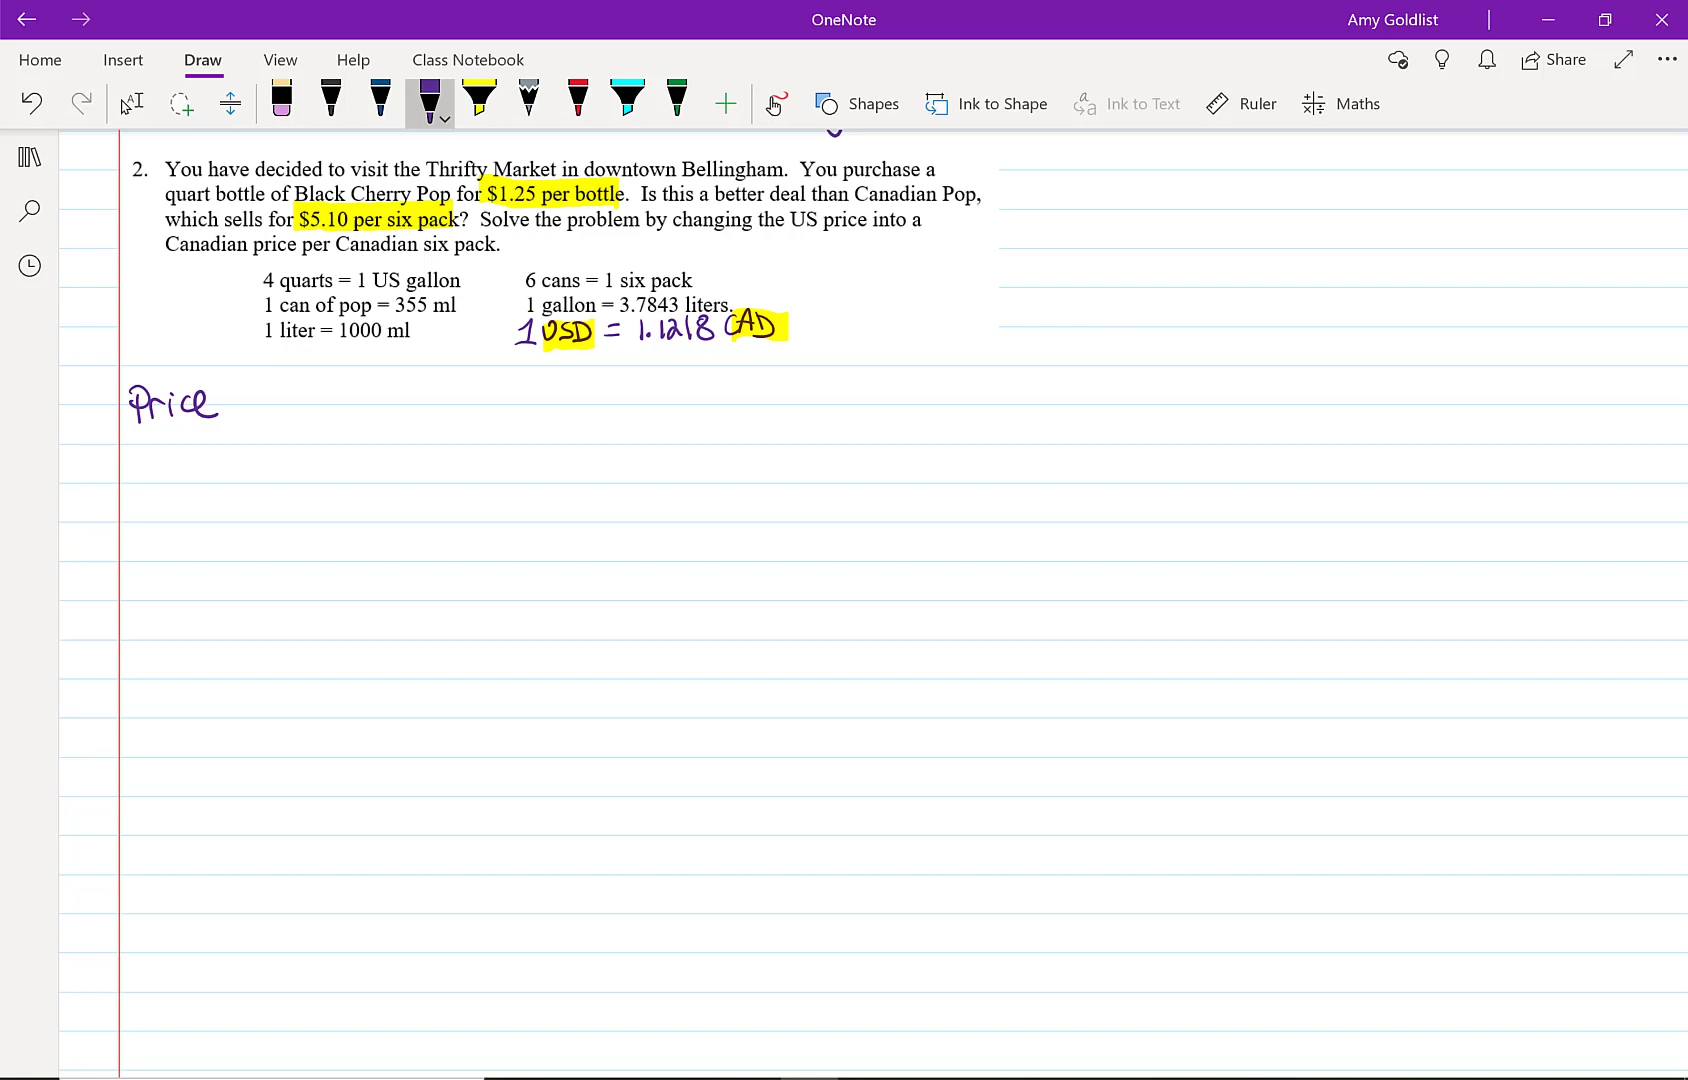 OneNote
Amy Goldlist
Home Insert Draw View Help Class Notebook
Share
Shapes Ink to Shape Ink to Text Ruler Maths
2. You have decided to visit the Thrifty Market in downtown Bellingham. You purchase a
quart bottle of Black Cherry Pop for $1.25 per bottle. Is this a better deal than Canadian Pop,
which sells for $5.10 per six pack? Solve the problem by changing the US price into a
Canadian price per Canadian six pack.
4 quarts = 1 US gallon 6 cans = 1 six pack
1 can of pop = 355 ml 1 gallon = 3.7843 liters.
1 liter = 1000 ml 1 USD = 1.1218 CAD
Price